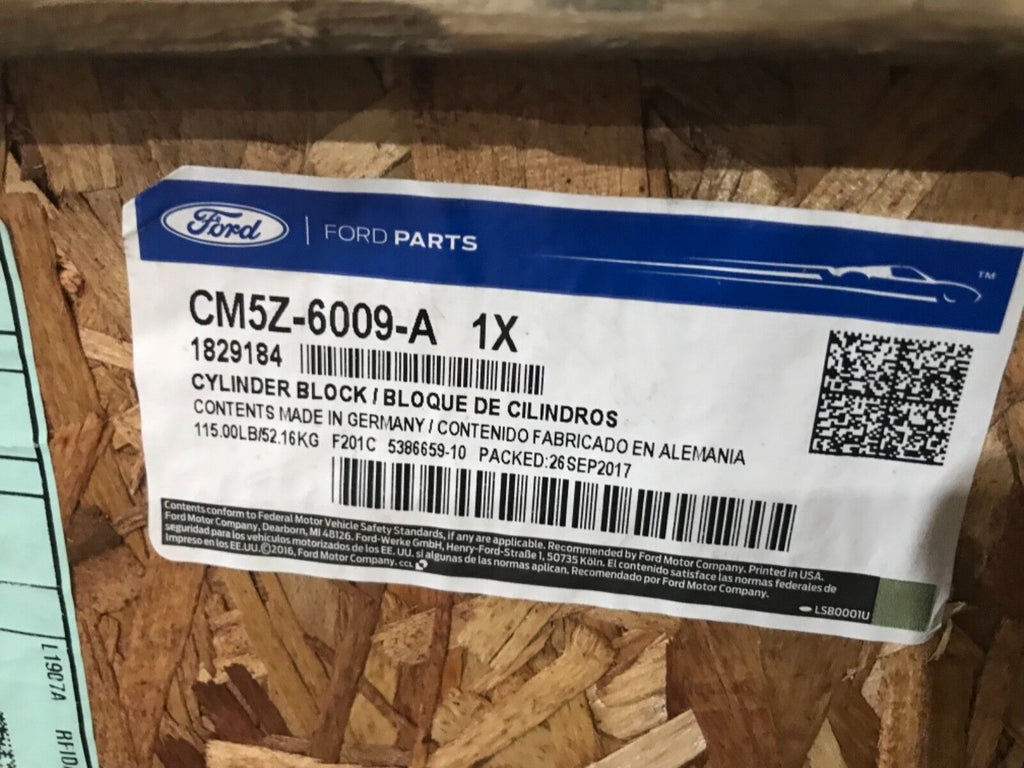 Ford | FORD PARTS
TM
CM5Z-6009-A 1X
1829184
CYLINDER BLOCK / BLOQUE DE CILINDROS
CONTENTS MADE IN GERMANY / CONTENIDO FABRICADO EN ALEMANIA
115.00LB/52.16KG F201C 5386659-10 PACKED:26SEP2017
Contents conform to Federal Motor Vehicle Safety Standards, if any are applicable. Recommended by Ford Motor Company. Printed in USA.
Ford Motor Company, Dearborn, MI 48126. Ford-Werke GmbH, Henry-Ford-Straße 1, 50735 Köln. El contenido satisface las normas federales de
seguridad para los vehículos motorizados de los EE. UU. si algunas de las normas aplican. Recomendado por Ford Motor Company.
Impreso en los EE.UU.©2016, Ford Motor Company. CCL
LSB0001U
L1907A RFID